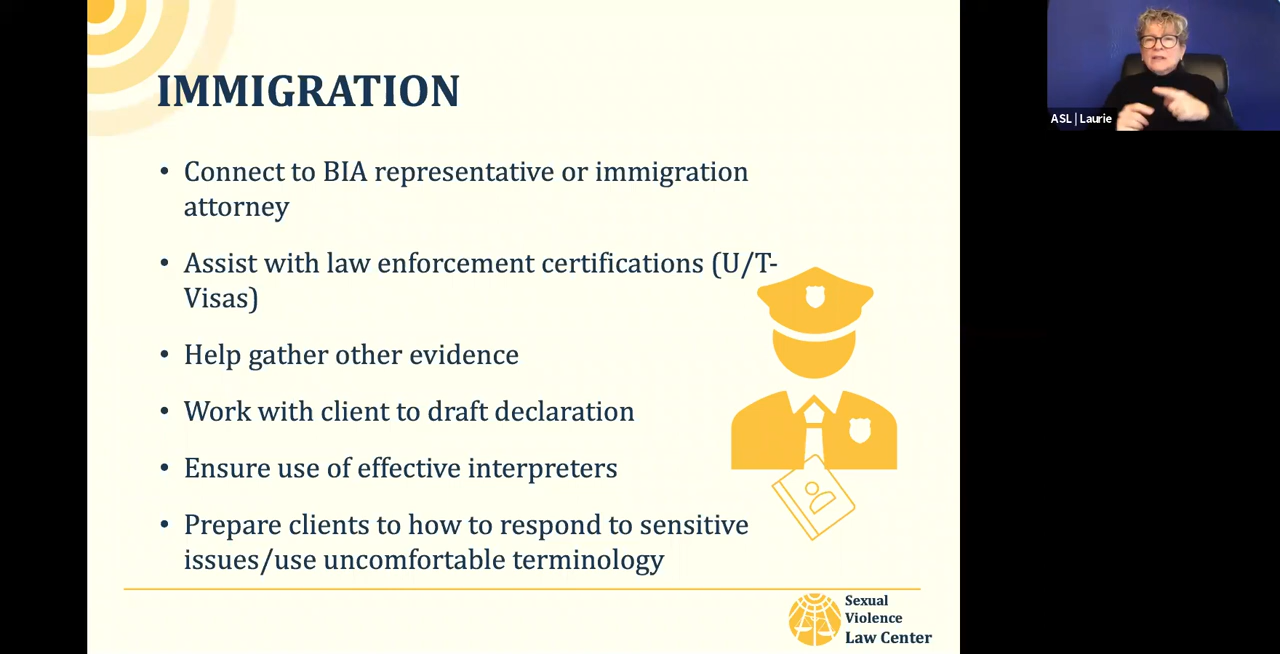 IMMIGRATION
• Connect to BIA representative or immigration
attorney
• Assist with law enforcement certifications (U/T-
Visas)
• Help gather other evidence
• Work with client to draft declaration
• Ensure use of effective interpreters
• Prepare clients to how to respond to sensitive
issues/use uncomfortable terminology
Sexual
Violence
Law Center
ASL | Laurie